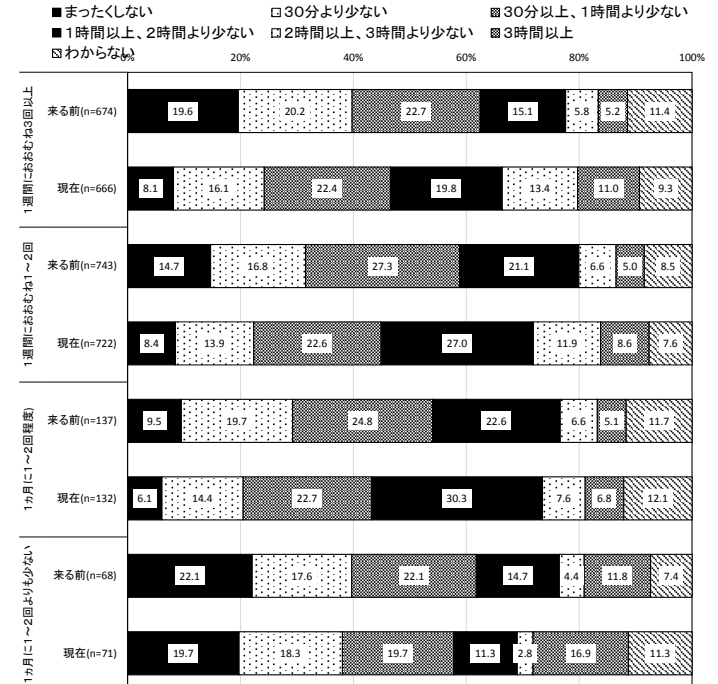 ■まったくしない □30分より少ない ▩30分以上、1時間より少ない
■1時間以上、2時間より少ない □2時間以上、3時間より少ない ▩3時間以上
▧わからない
0% 20% 40% 60% 80% 100%
1週間におおむね3回以上
来る前(n=674) 19.6 20.2 22.7 15.1 5.8 5.2 11.4
現在(n=666) 8.1 16.1 22.4 19.8 13.4 11.0 9.3
1週間におおむね1~2回
来る前(n=743) 14.7 16.8 27.3 21.1 6.6 5.0 8.5
現在(n=722) 8.4 13.9 22.6 27.0 11.9 8.6 7.6
1ヵ月に1~2回程度)
来る前(n=137) 9.5 19.7 24.8 22.6 6.6 5.1 11.7
現在(n=132) 6.1 14.4 22.7 30.3 7.6 6.8 12.1
1ヵ月に1~2回よりも少ない
来る前(n=68) 22.1 17.6 22.1 14.7 4.4 11.8 7.4
現在(n=71) 19.7 18.3 19.7 11.3 2.8 16.9 11.3